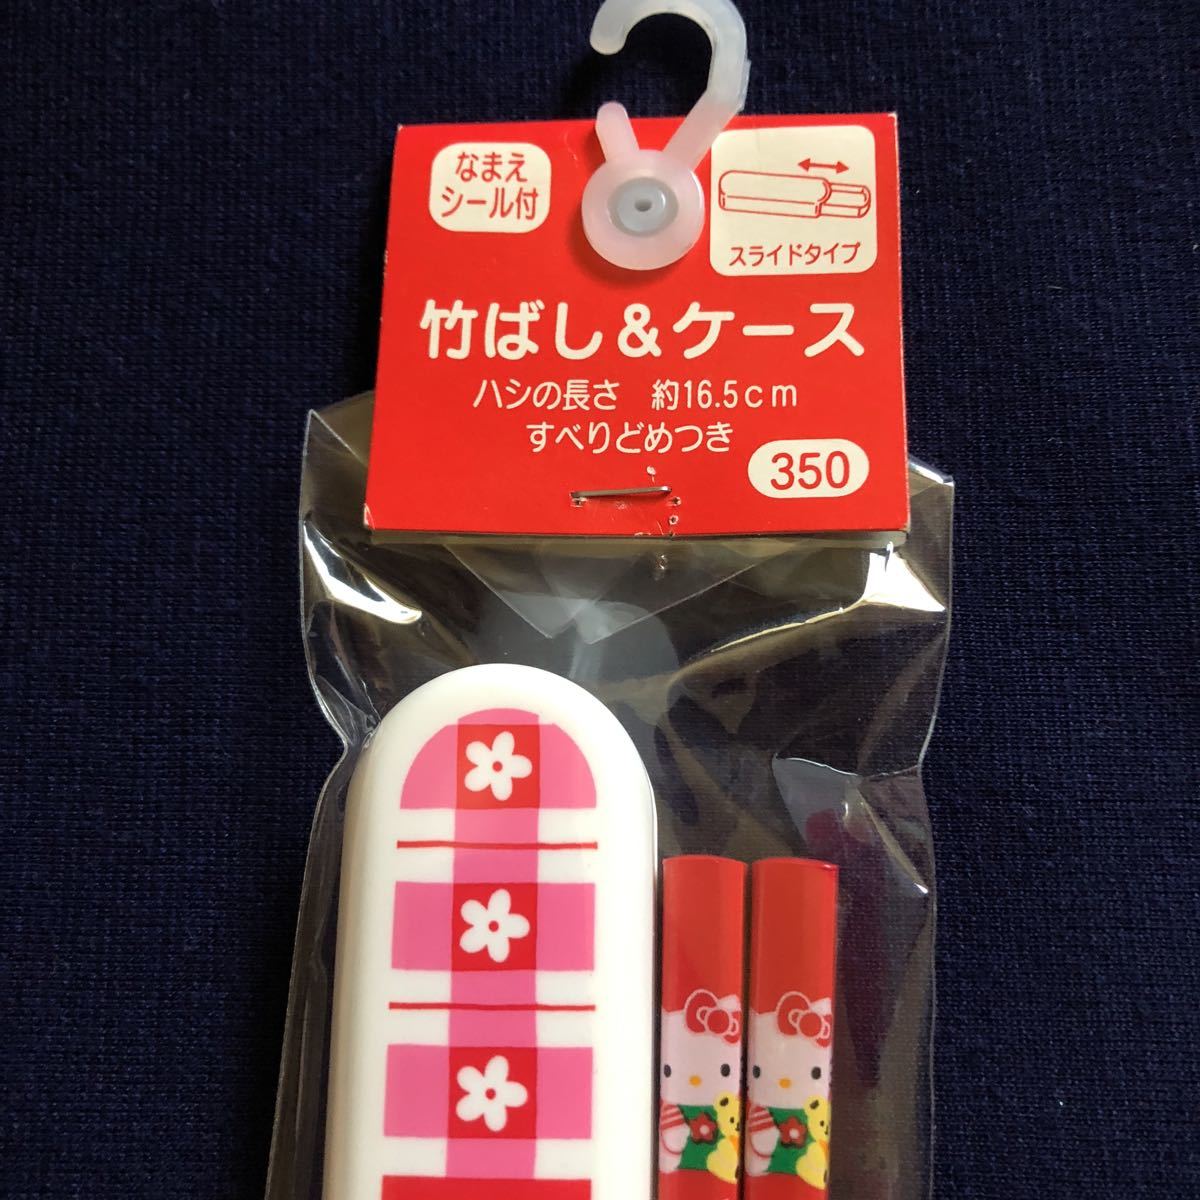 なまえ
シール付
スライドタイプ
竹ばし&ケース
ハシの長さ 約16.5cm
すべりどめつき
350